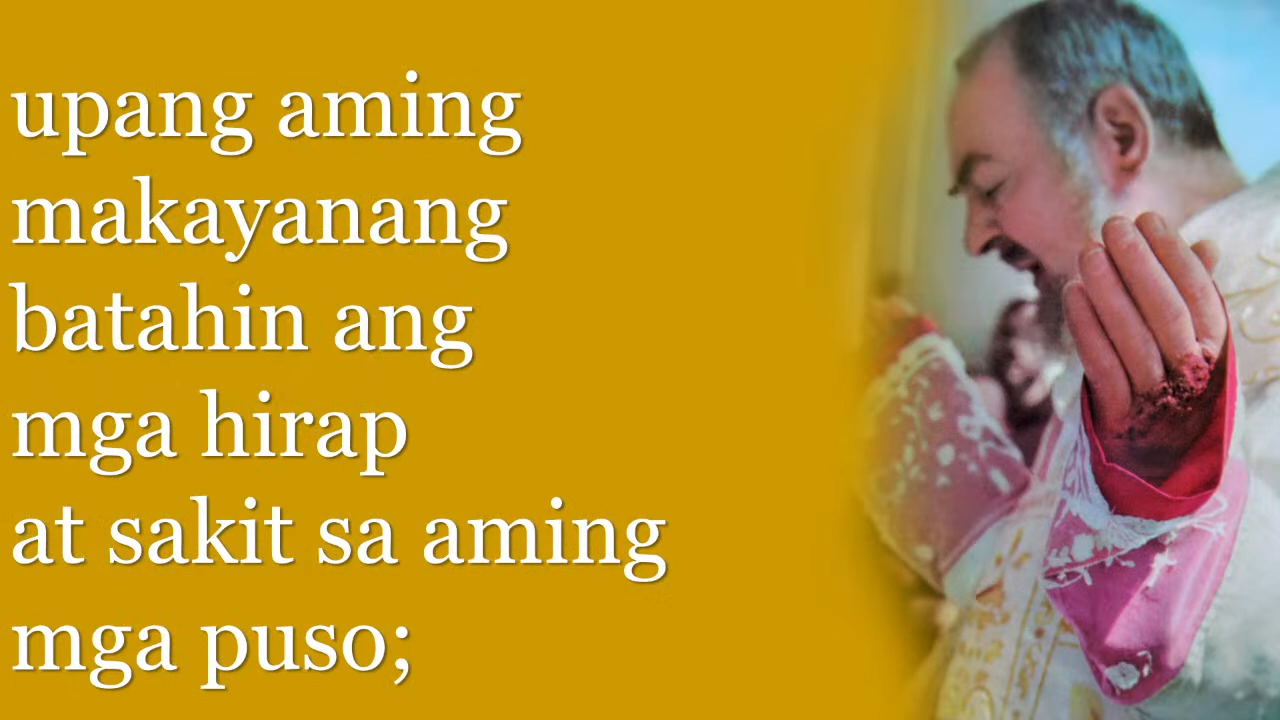 upang aming
makayanang
batahin ang
mga hirap
at sakit sa aming
mga puso;